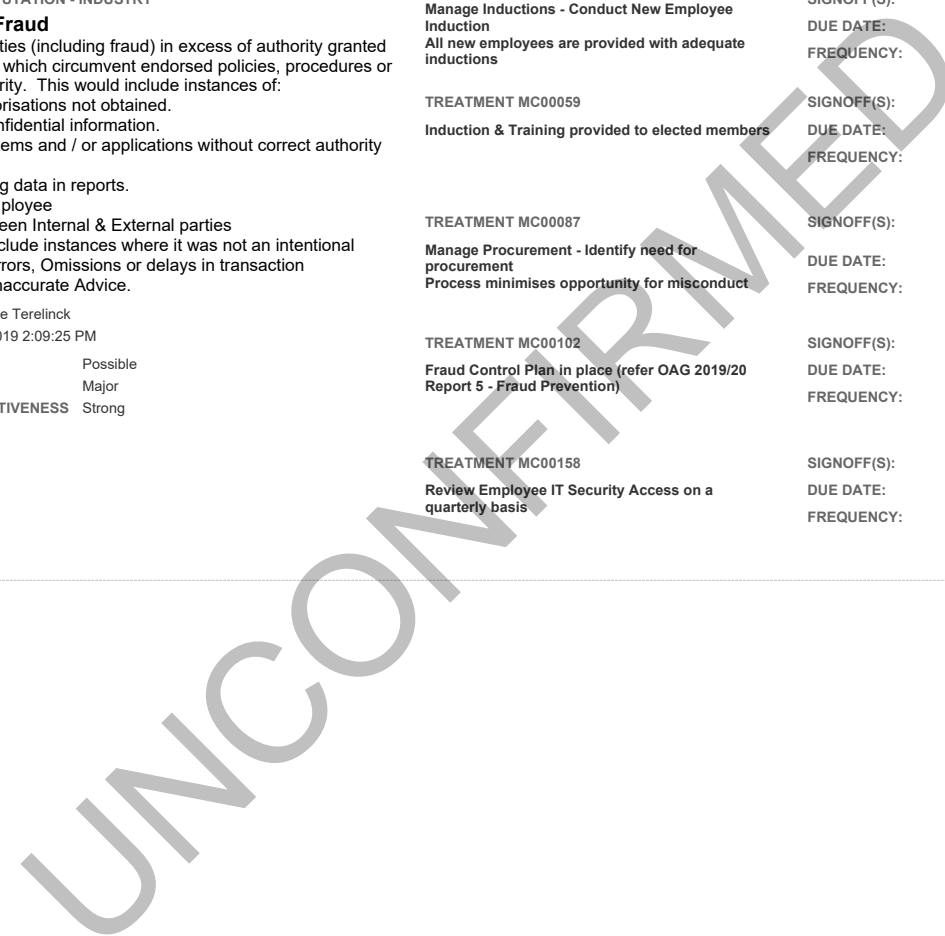 PUTATION - INDUSTRY
Fraud
ties (including fraud) in excess of authority granted
which circumvent endorsed policies, procedures or
rity. This would include instances of:
orisations not obtained.
nfidential information.
tems and / or applications without correct authority
g data in reports.
ployee
een Internal & External parties
clude instances where it was not an intentional
rrors, Omissions or delays in transaction
naccurate Advice.
e Terelinck
019 2:09:25 PM
Possible
Major
TIVENESS Strong
Manage Inductions - Conduct New Employee
Induction
All new employees are provided with adequate
inductions
SIGNOFF(S):
DUE DATE:
FREQUENCY:
TREATMENT MC00059
Induction & Training provided to elected members
SIGNOFF(S):
DUE DATE:
FREQUENCY:
TREATMENT MC00087
Manage Procurement - Identify need for
procurement
Process minimises opportunity for misconduct
SIGNOFF(S):
DUE DATE:
FREQUENCY:
TREATMENT MC00102
Fraud Control Plan in place (refer OAG 2019/20
Report 5 - Fraud Prevention)
SIGNOFF(S):
DUE DATE:
FREQUENCY:
TREATMENT MC00158
Review Employee IT Security Access on a
quarterly basis
SIGNOFF(S):
DUE DATE:
FREQUENCY:
UNCONFIRMED